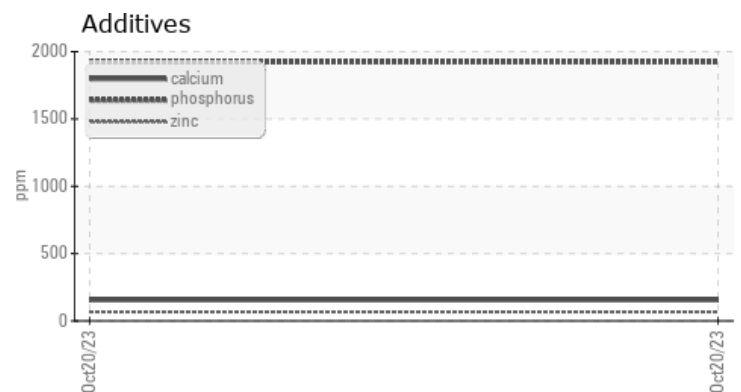 Additives
2000
1500
1000
500
0
ppm
calcium
phosphorus
zinc
Oct20/23
Oct20/23